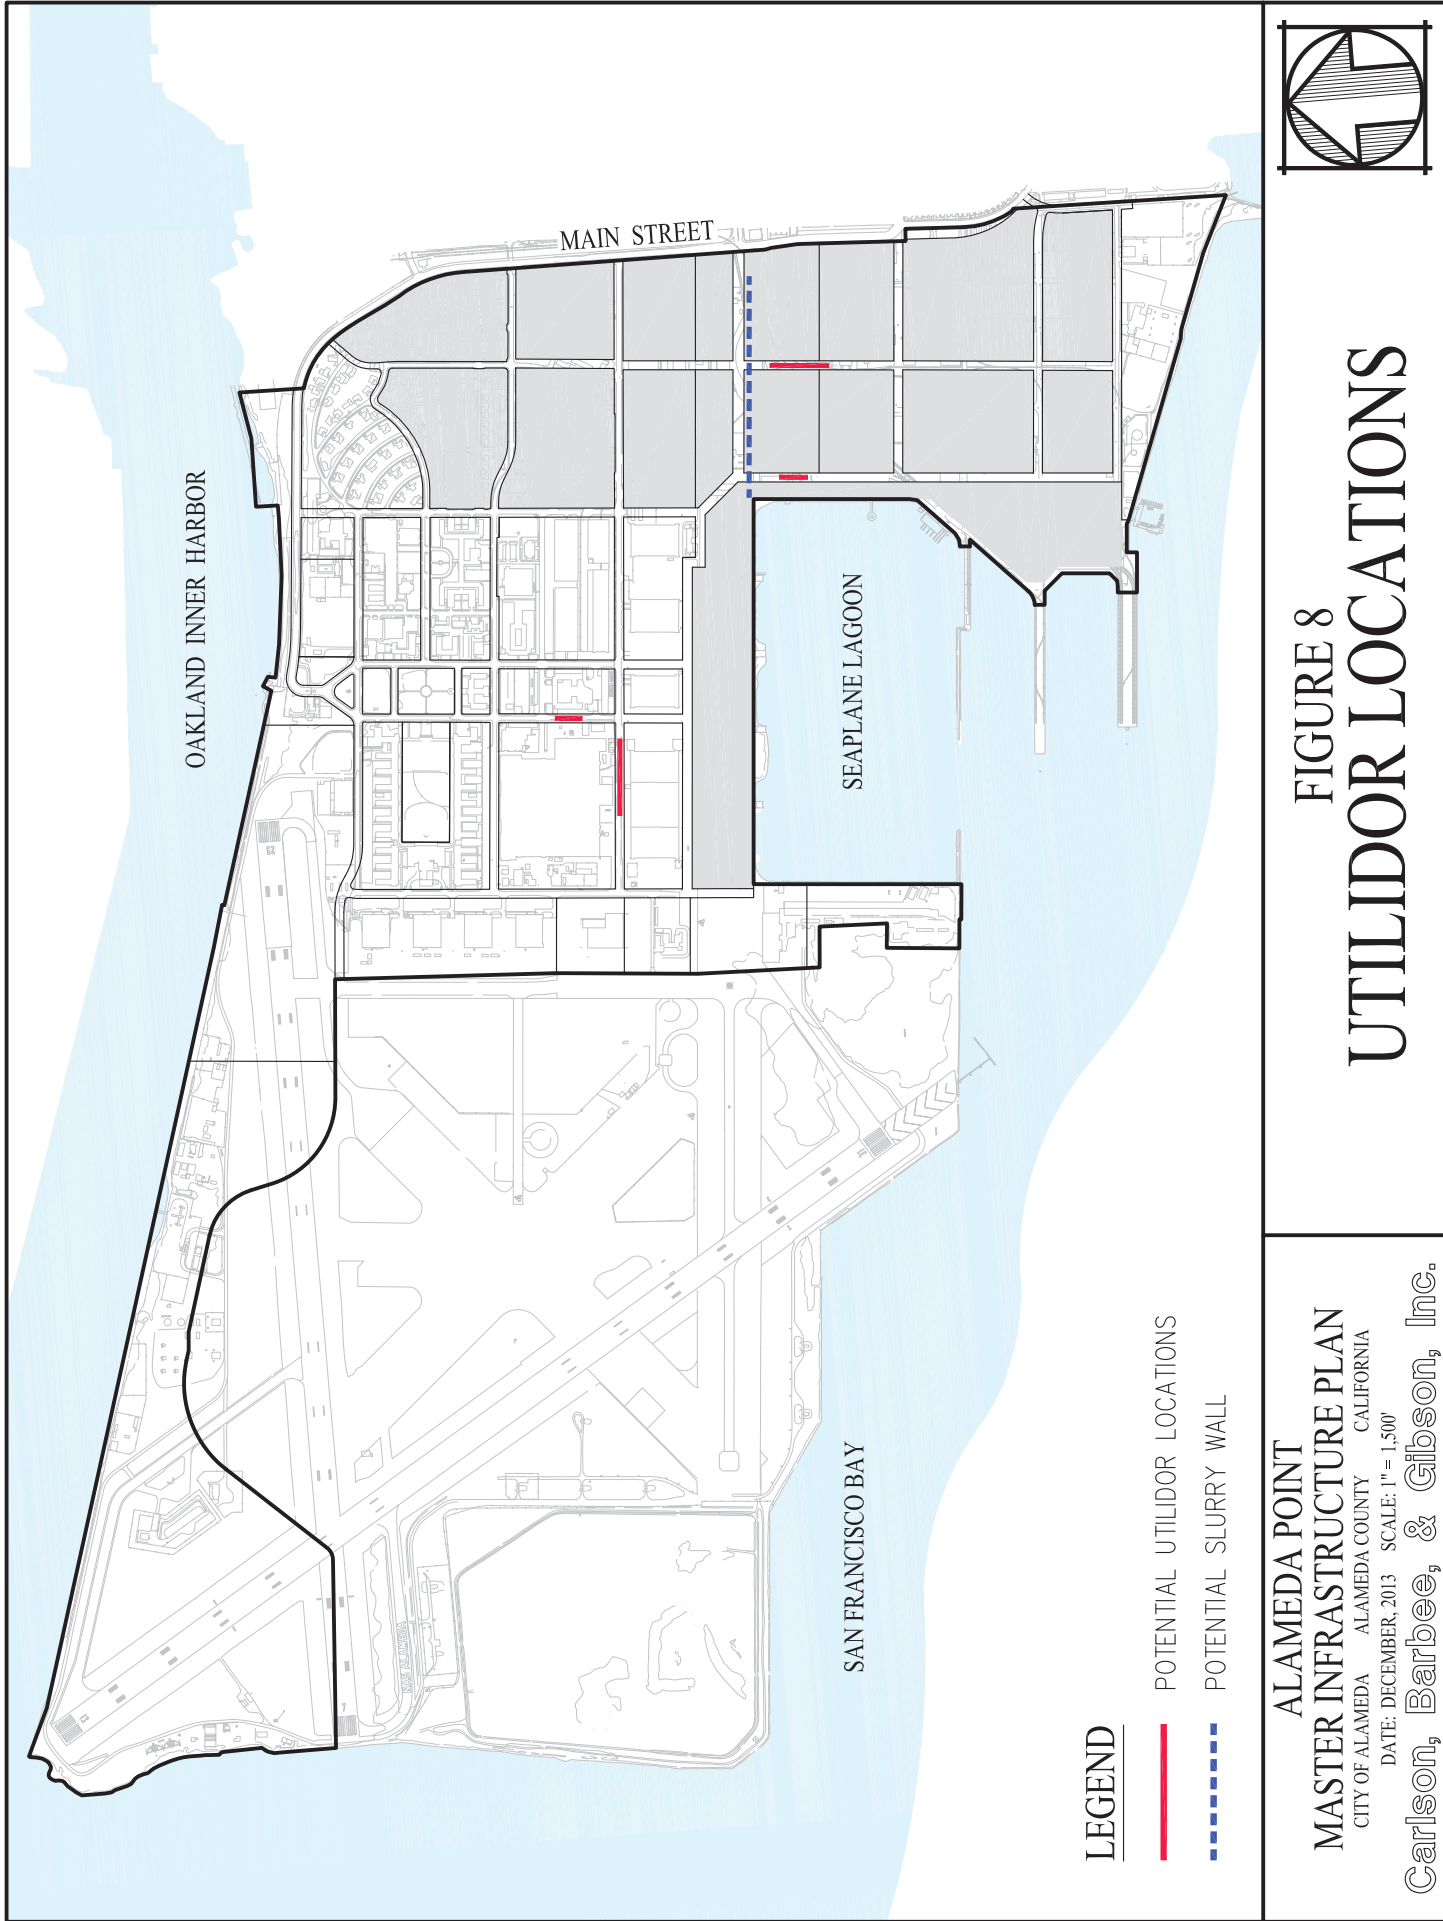 MAIN STREET
OAKLAND INNER HARBOR
SEAPLANE LAGOON
SAN FRANCISCO BAY
NAS ALAMEDA
LEGEND
POTENTIAL UTILIDOR LOCATIONS
POTENTIAL SLURRY WALL
ALAMEDA POINT
MASTER INFRASTRUCTURE PLAN
CITY OF ALAMEDA ALAMEDA COUNTY CALIFORNIA
DATE: DECEMBER, 2013 SCALE: 1" = 1,500'
Carlson, Barbee, & Gibson, Inc.
FIGURE 8
UTILIDOR LOCATIONS